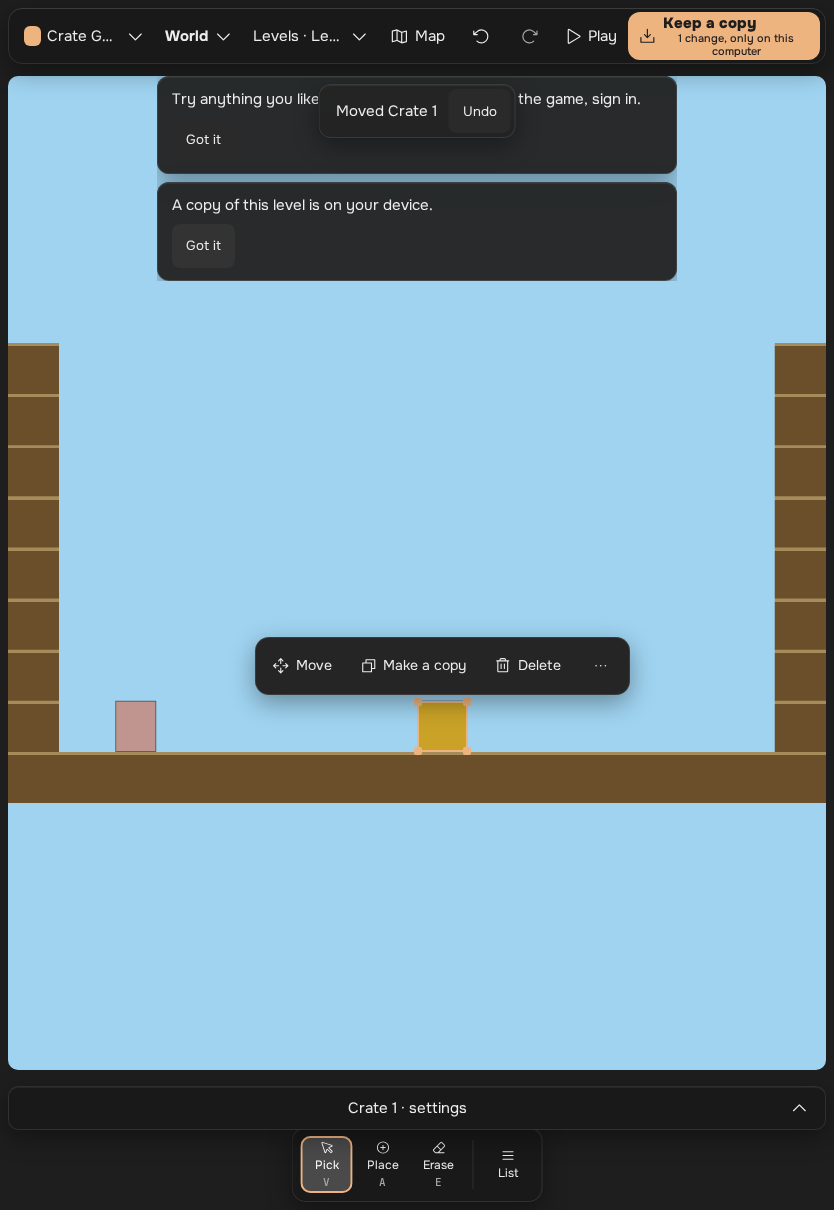 Crate G...
World
Levels · Le...
Map
Play
Keep a copy
1 change, only on this
computer
Try anything you like
the game, sign in.
Moved Crate 1
Undo
Got it
A copy of this level is on your device.
Got it
Move
Make a copy
Delete
...
Crate 1 · settings
Pick
V
Place
A
Erase
E
List